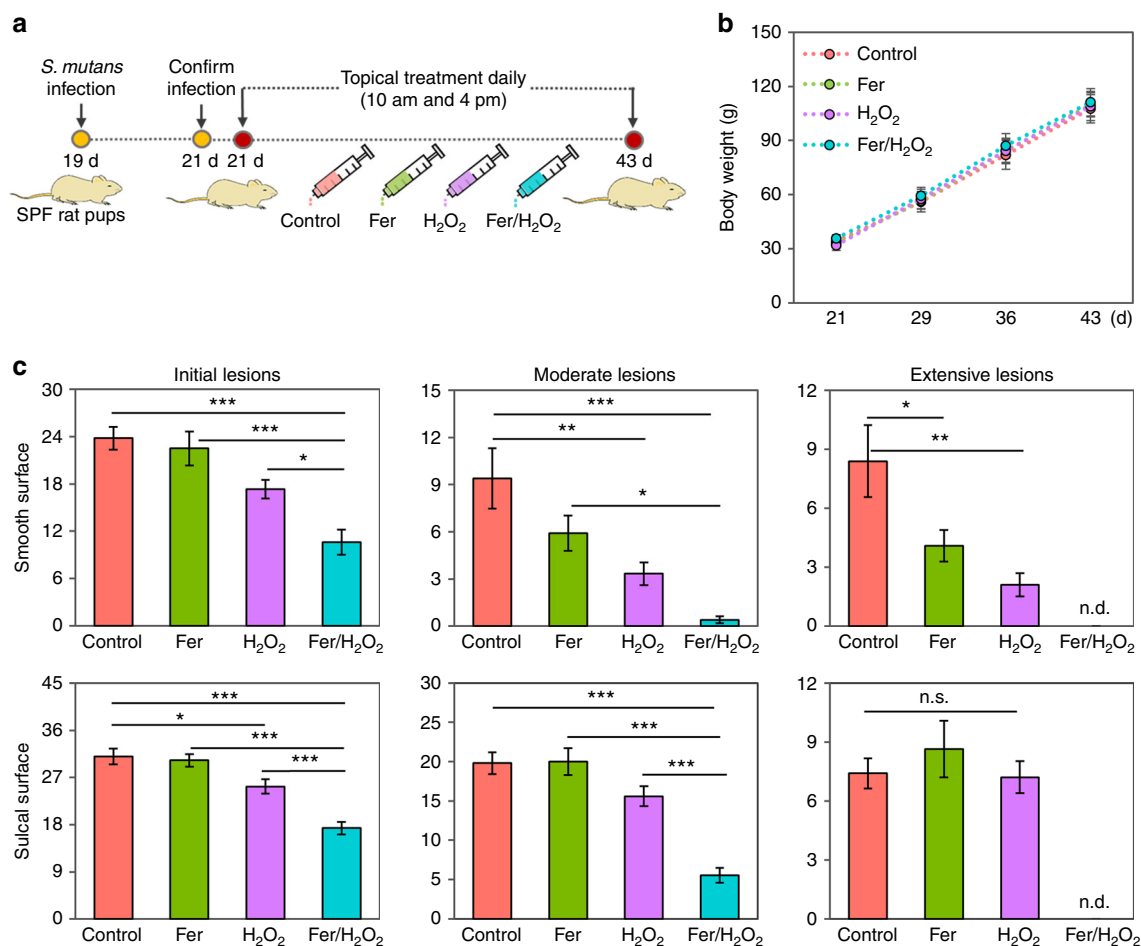 a
S. mutans
infection
Confirm
infection
Topical treatment daily
(10 am and 4 pm)
19 d
21 d
21 d
43 d
SPF rat pups
Control
Fer
H₂O₂
Fer/H₂O₂
b
Body weight (g)
150
120
90
60
30
0
Control
Fer
H₂O₂
Fer/H₂O₂
21
29
36
43
(d)
c
Initial lesions
Smooth surface
30
24
18
12
6
0
***
***
*
Control
Fer
H₂O₂
Fer/H₂O₂
Moderate lesions
15
12
9
6
3
0
***
**
*
Control
Fer
H₂O₂
Fer/H₂O₂
Extensive lesions
12
9
6
3
0
*
**
n.d.
Control
Fer
H₂O₂
Fer/H₂O₂
Sulcal surface
45
36
27
18
9
0
***
*
***
***
Control
Fer
H₂O₂
Fer/H₂O₂
30
25
20
15
10
5
0
***
***
***
Control
Fer
H₂O₂
Fer/H₂O₂
12
9
6
3
0
n.s.
n.d.
Control
Fer
H₂O₂
Fer/H₂O₂